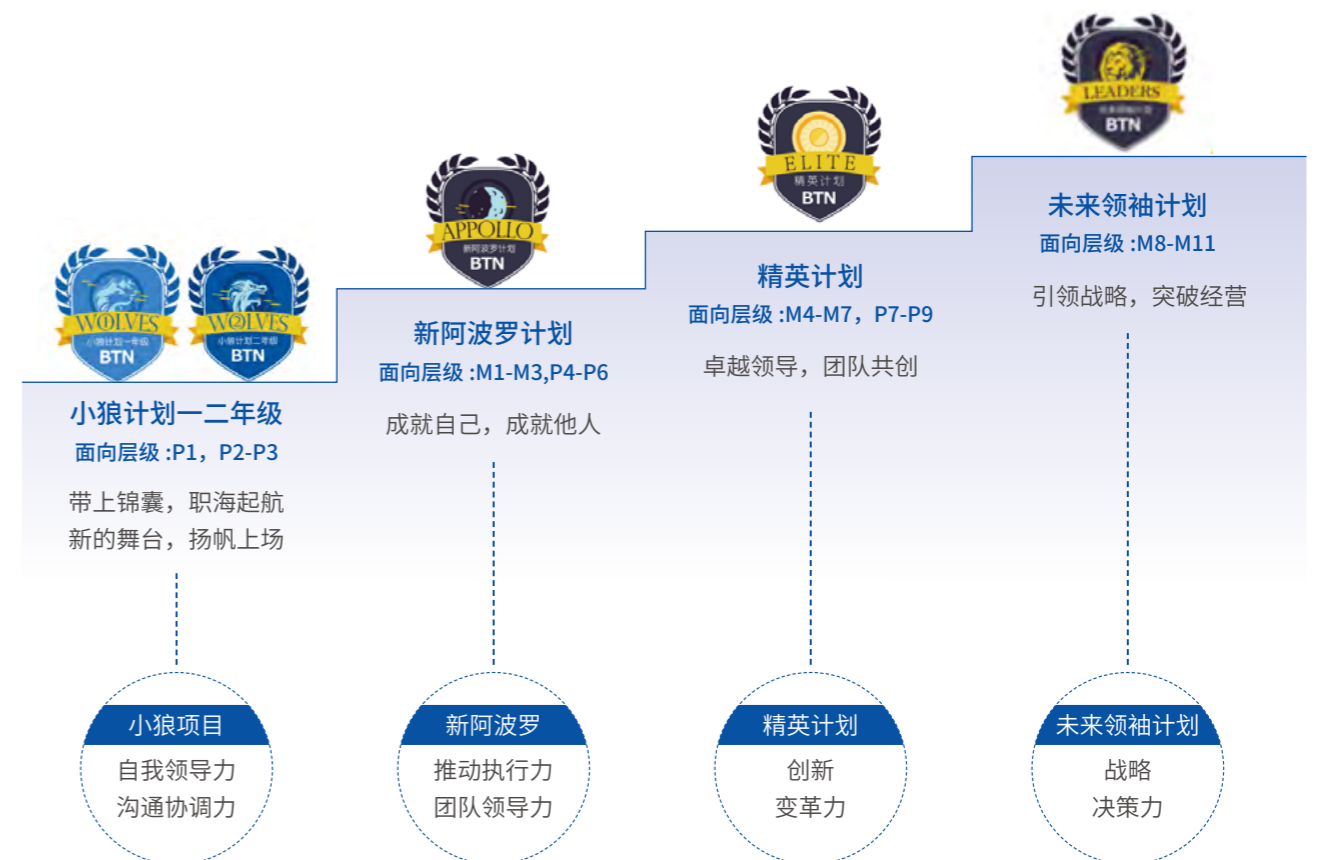 WOLVES
1
小狼计划一年级
BTN
WOLVES
2
小狼计划二年级
BTN
小狼计划一二年级
面向层级 :P1，P2-P3
带上锦囊，职海起航
新的舞台，扬帆上场
APPOLLO
新阿波罗计划
BTN
新阿波罗计划
面向层级 :M1-M3,P4-P6
成就自己，成就他人
ELITE
精英计划
BTN
精英计划
面向层级 :M4-M7，P7-P9
卓越领导，团队共创
LEADERS
未来领袖计划
BTN
未来领袖计划
面向层级 :M8-M11
引领战略，突破经营
小狼项目
自我领导力
沟通协调力
新阿波罗
推动执行力
团队领导力
精英计划
创新
变革力
未来领袖计划
战略
决策力